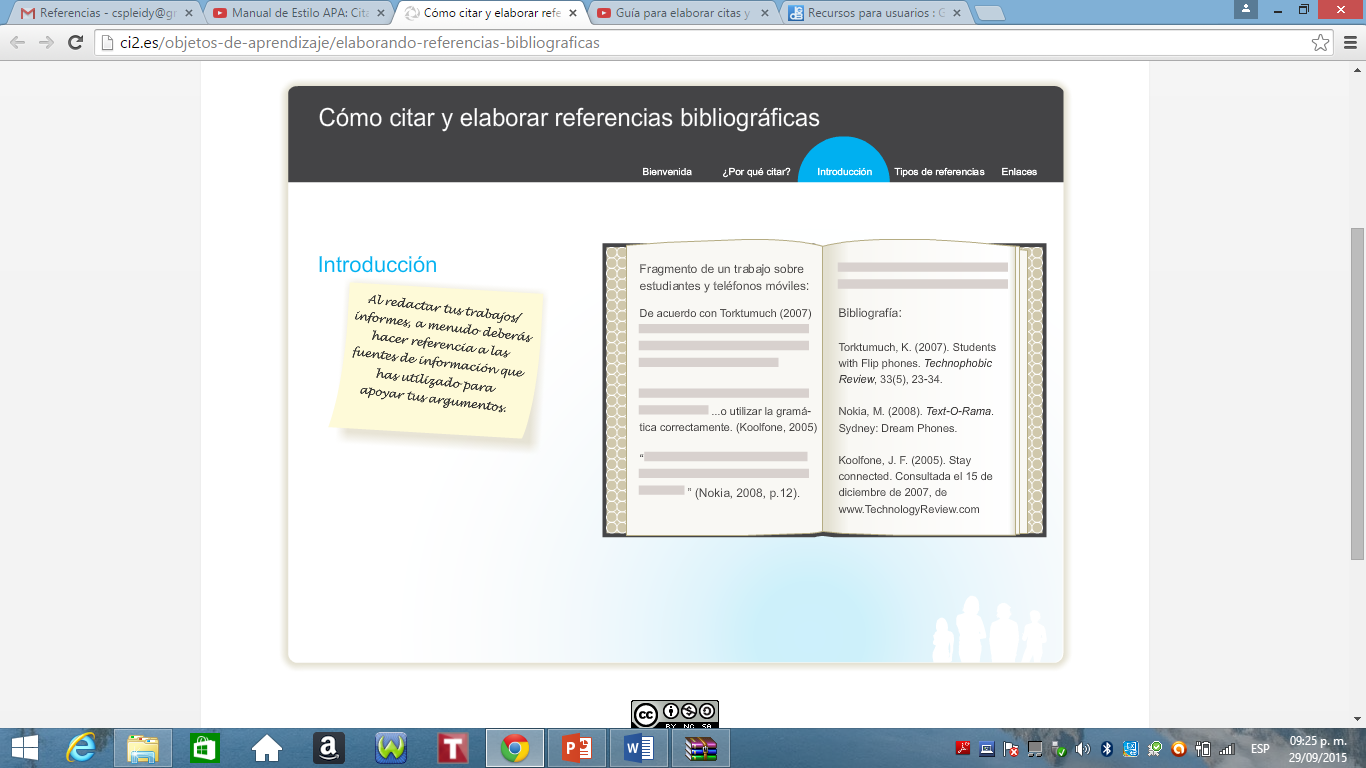 Referencias - cspleidy@gr
Manual de Estilo APA: Cita
Cómo citar y elaborar refe
Guía para elaborar citas y
Recursos para usuarios : G
ci2.es/objetos-de-aprendizaje/elaborando-referencias-bibliograficas
Cómo citar y elaborar referencias bibliográficas
Bienvenida
¿Por qué citar?
Introducción
Tipos de referencias
Enlaces
Introducción
Al redactar tus trabajos/
informes, a menudo deberás
hacer referencia a las
fuentes de información que
has utilizado para
apoyar tus argumentos.
Fragmento de un trabajo sobre
estudiantes y teléfonos móviles:
De acuerdo con Torktumuch (2007)
...o utilizar la gramá-
tica correctamente. (Koolfone, 2005)
“
” (Nokia, 2008, p.12).
Bibliografía:
Torktumuch, K. (2007). Students
with Flip phones. Technophobic
Review, 33(5), 23-34.
Nokia, M. (2008). Text-O-Rama.
Sydney: Dream Phones.
Koolfone, J. F. (2005). Stay
connected. Consultada el 15 de
diciembre de 2007, de
www.TechnologyReview.com
cc
BY NC SA
ESP
09:25 p. m.
29/09/2015